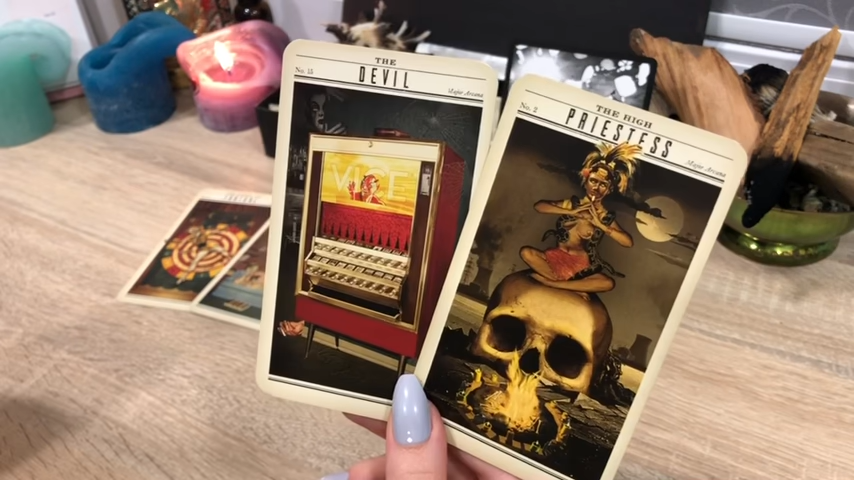 THE
DEVIL
No. 15
Major Arcana
VICE
THE HIGH
PRIESTESS
No. 2
Major Arcana